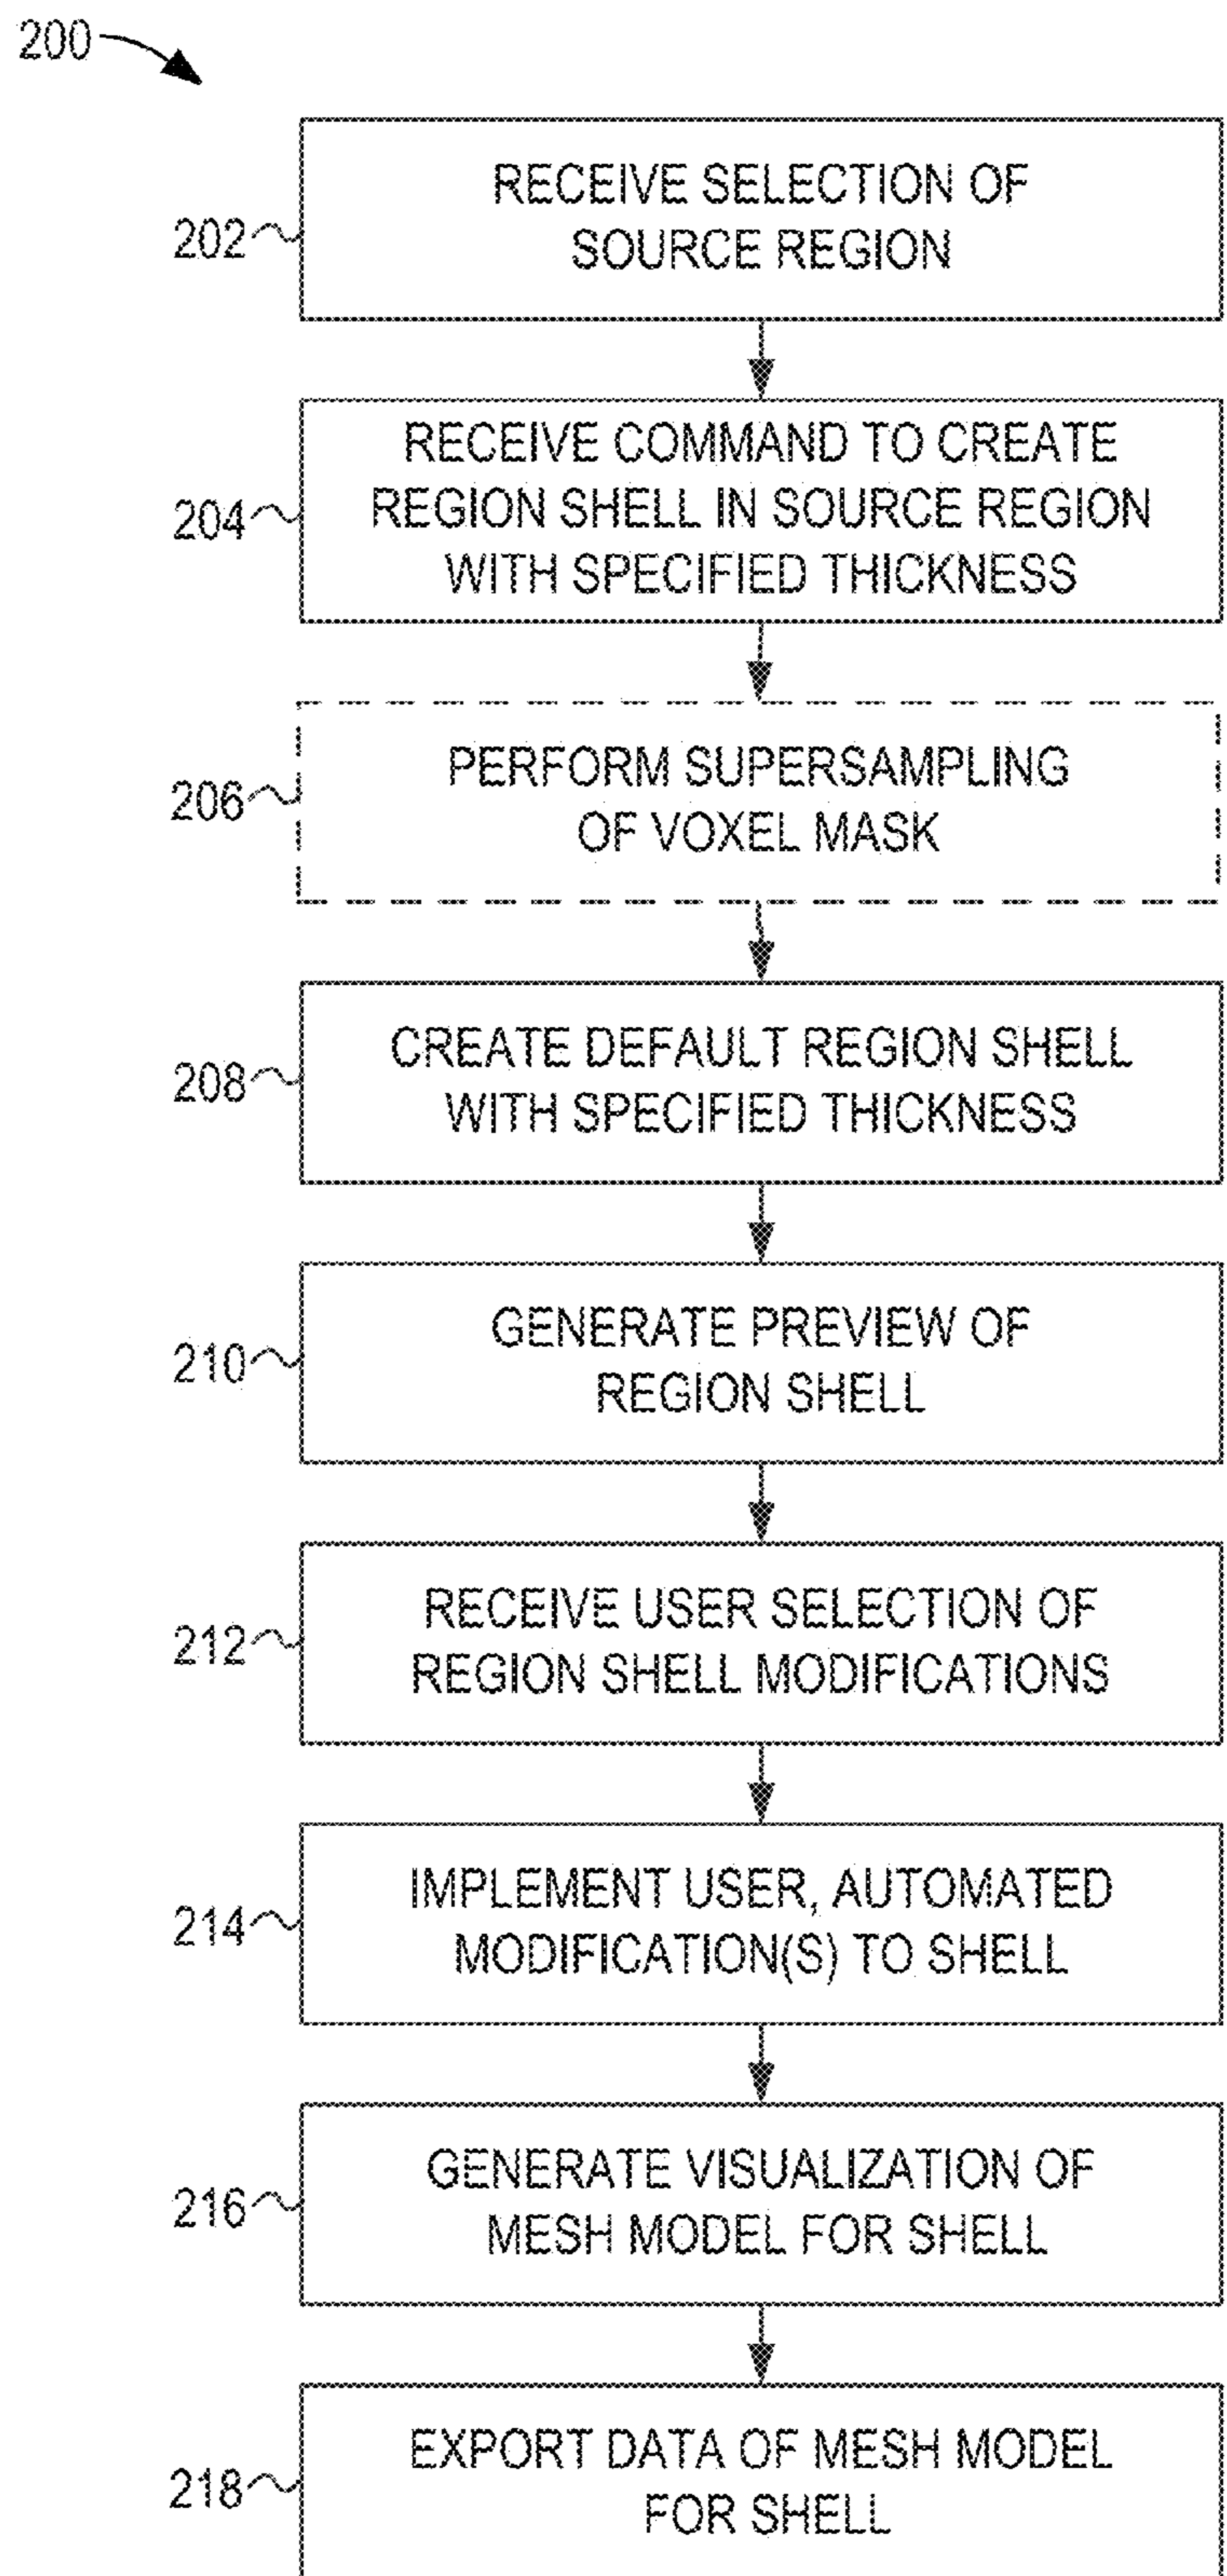 200
RECEIVE SELECTION OF
SOURCE REGION
202
RECEIVE COMMAND TO CREATE
REGION SHELL IN SOURCE REGION
WITH SPECIFIED THICKNESS
204
PERFORM SUPERSAMPLING
OF VOXEL MASK
206
CREATE DEFAULT REGION SHELL
WITH SPECIFIED THICKNESS
208
GENERATE PREVIEW OF
REGION SHELL
210
RECEIVE USER SELECTION OF
REGION SHELL MODIFICATIONS
212
IMPLEMENT USER, AUTOMATED
MODIFICATION(S) TO SHELL
214
GENERATE VISUALIZATION OF
MESH MODEL FOR SHELL
216
EXPORT DATA OF MESH MODEL
FOR SHELL
218